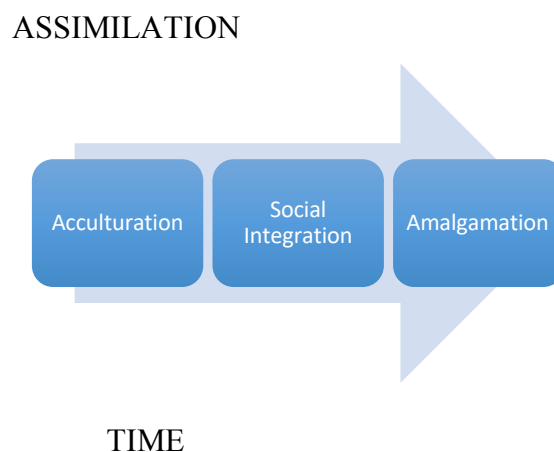 ASSIMILATION
Acculturation
Social
Integration
Amalgamation
TIME